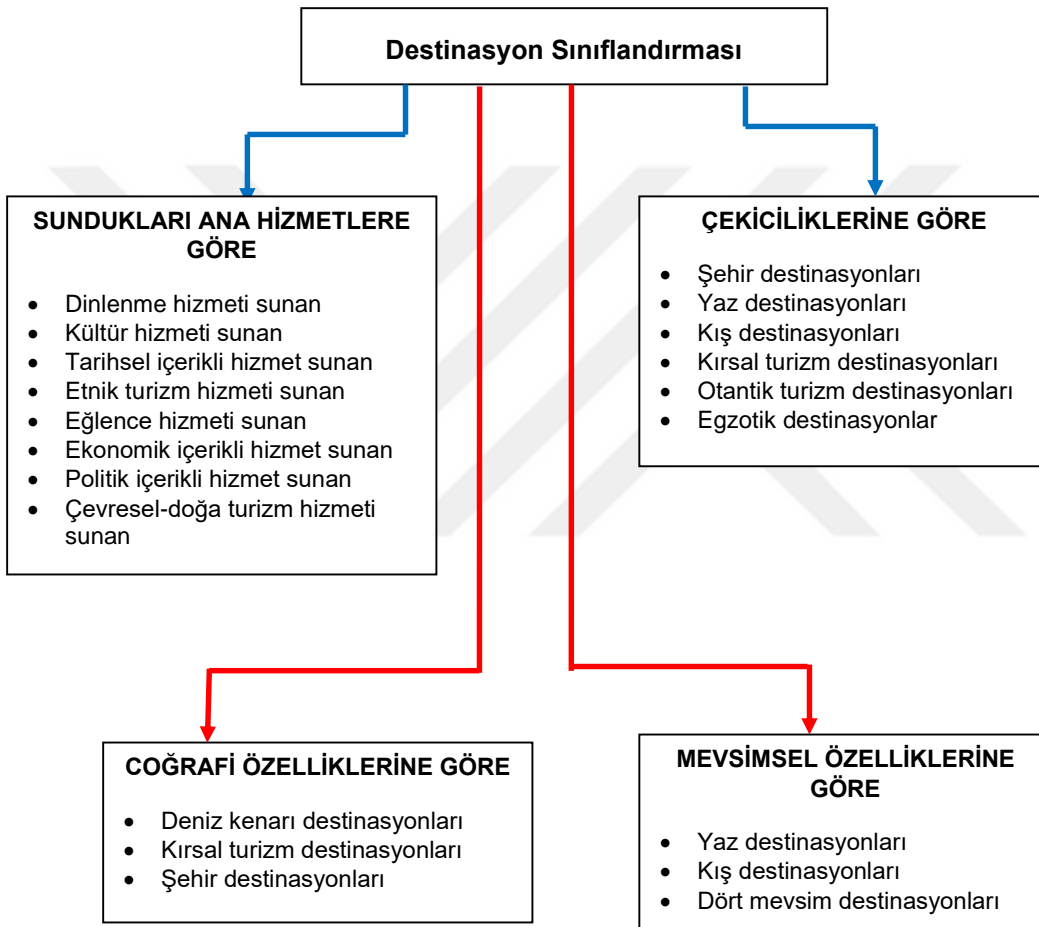 Destinasyon Sınıflandırması
SUNDUKLARI ANA HİZMETLERE
GÖRE
• Dinlenme hizmeti sunan
• Kültür hizmeti sunan
• Tarihsel içerikli hizmet sunan
• Etnik turizm hizmeti sunan
• Eğlence hizmeti sunan
• Ekonomik içerikli hizmet sunan
• Politik içerikli hizmet sunan
• Çevresel-doğa turizm hizmeti
sunan
ÇEKİCİLİKLERİNE GÖRE
• Şehir destinasyonları
• Yaz destinasyonları
• Kış destinasyonları
• Kırsal turizm destinasyonları
• Otantik turizm destinasyonları
• Egzotik destinasyonlar
COĞRAFİ ÖZELLİKLERİNE GÖRE
• Deniz kenarı destinasyonları
• Kırsal turizm destinasyonları
• Şehir destinasyonları
MEVSİMSEL ÖZELLİKLERİNE
GÖRE
• Yaz destinasyonları
• Kış destinasyonları
• Dört mevsim destinasyonları